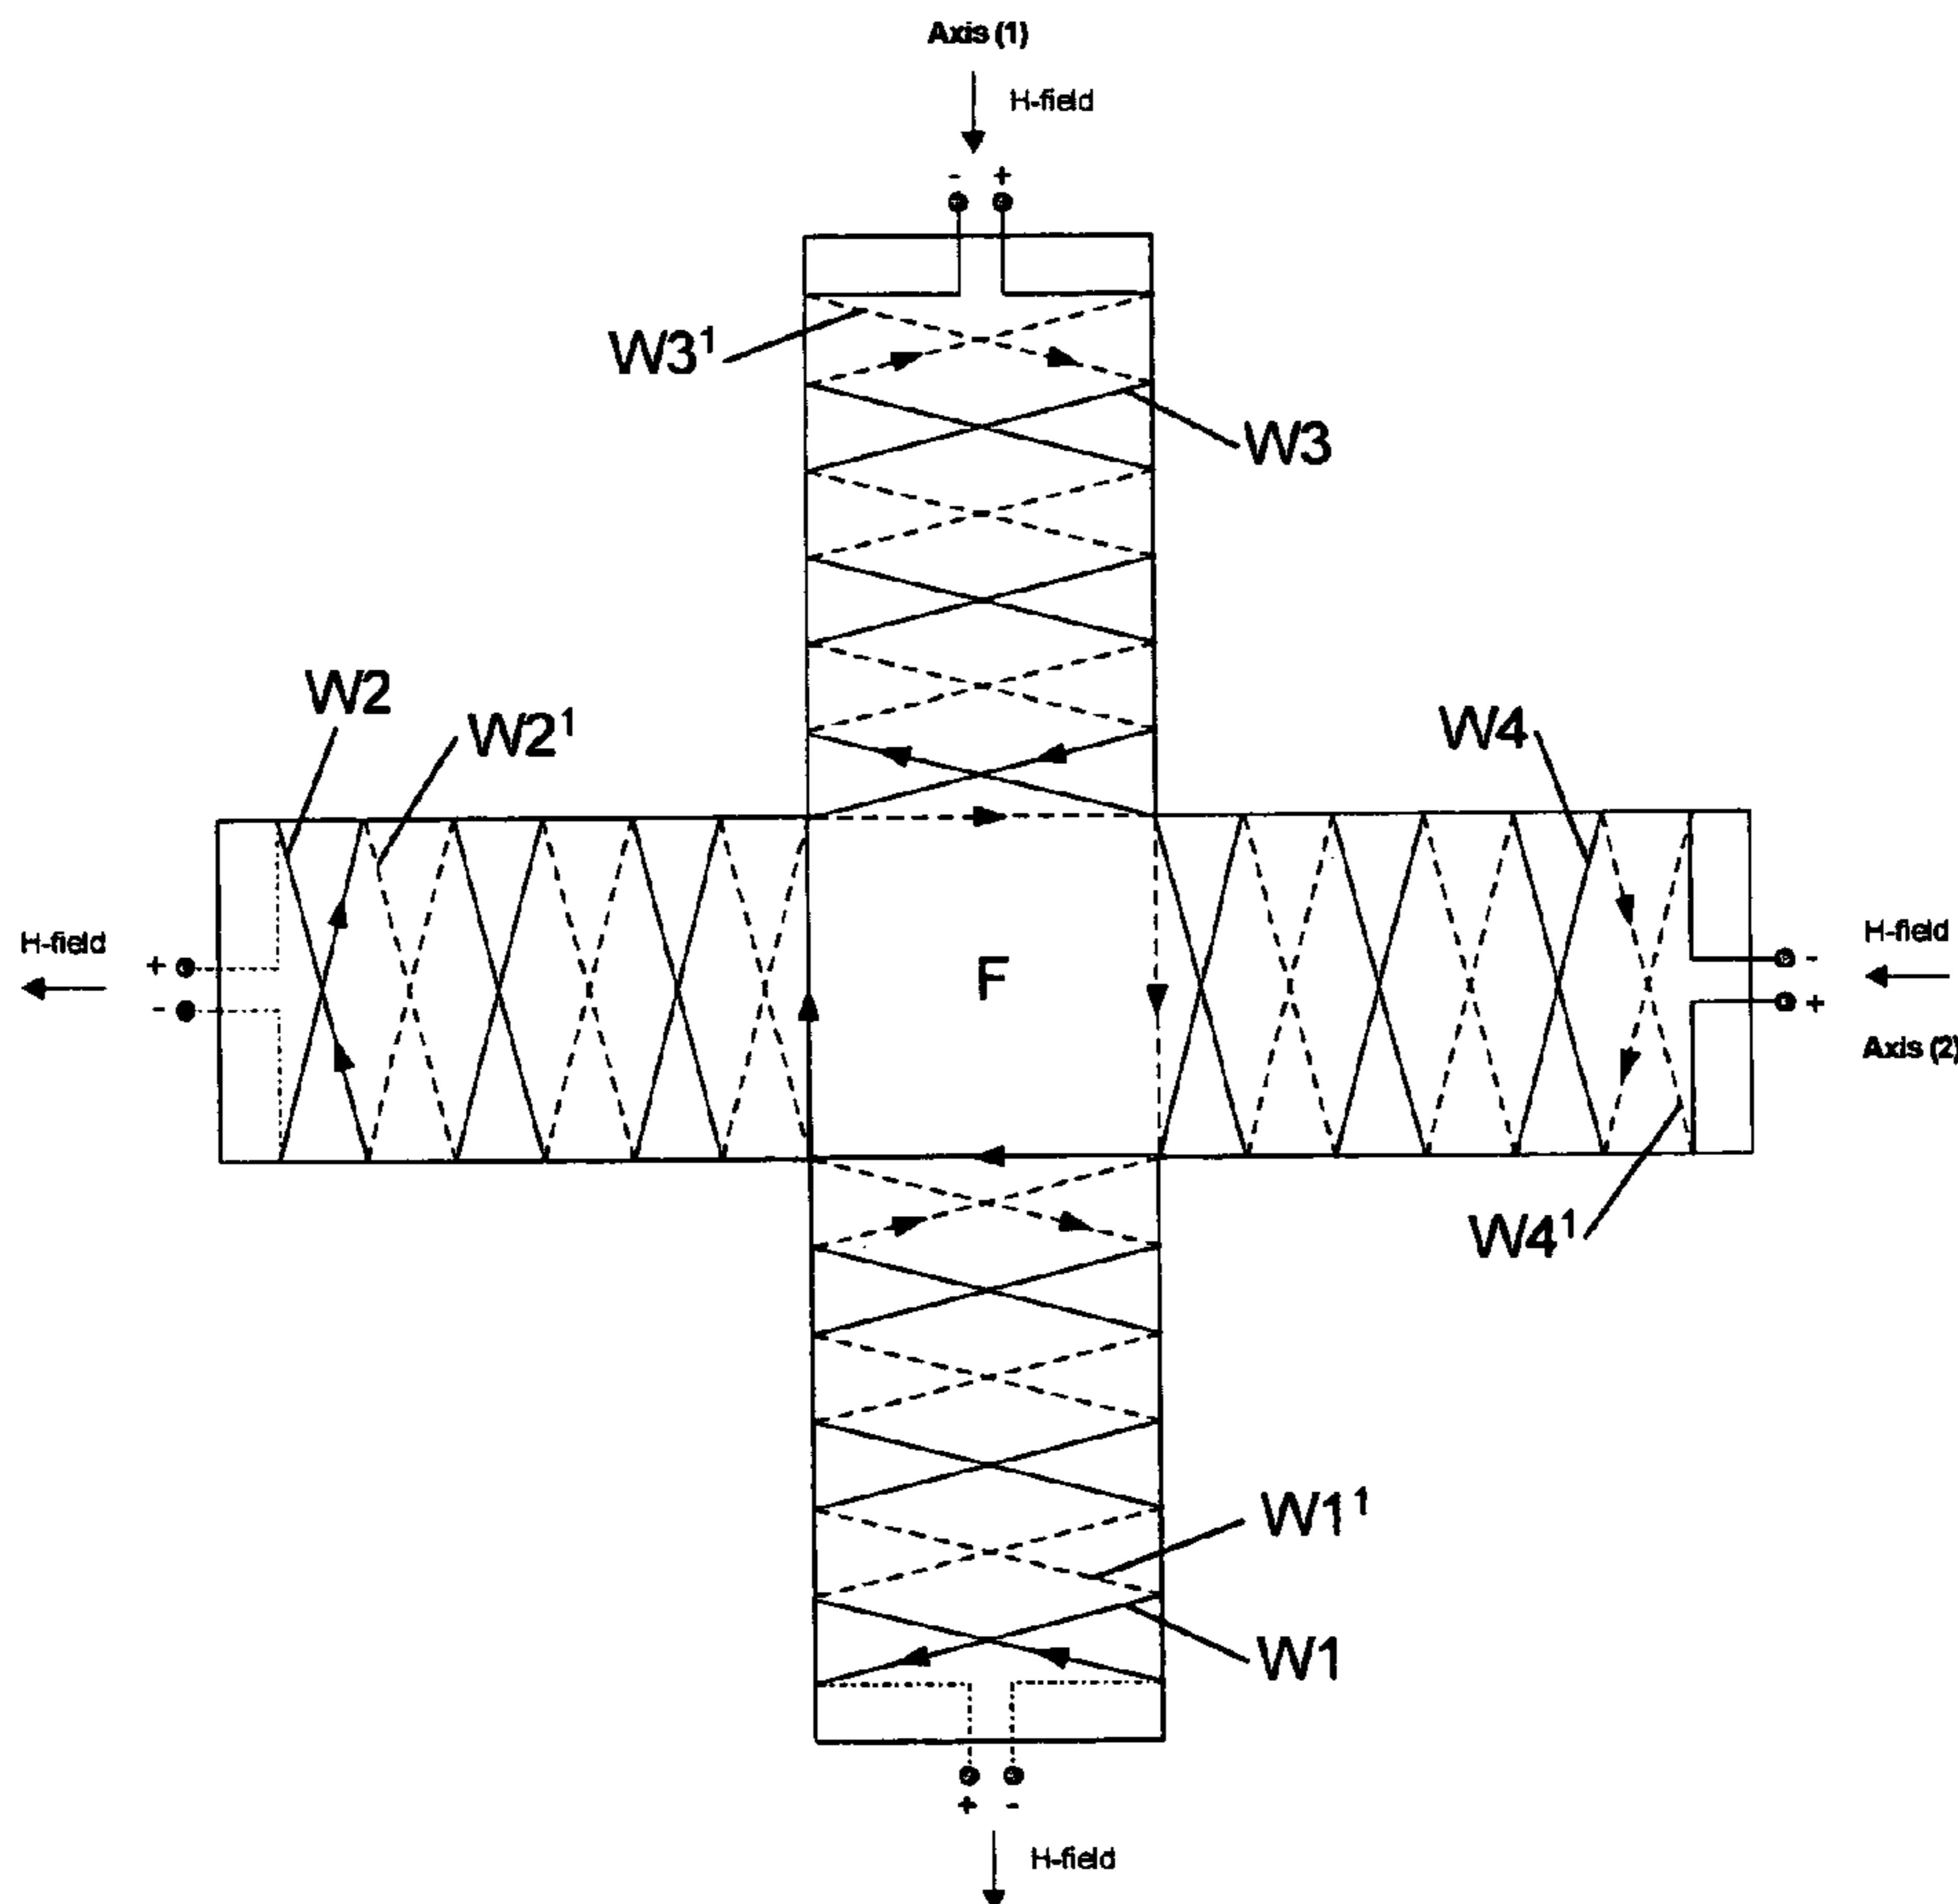 Axis (1)
H-field
- +
W3¹
W3
W2
W2¹
W4
H-field
+
-
F
-
+
H-field
Axis (2)
W4¹
W1¹
W1
+ -
H-field